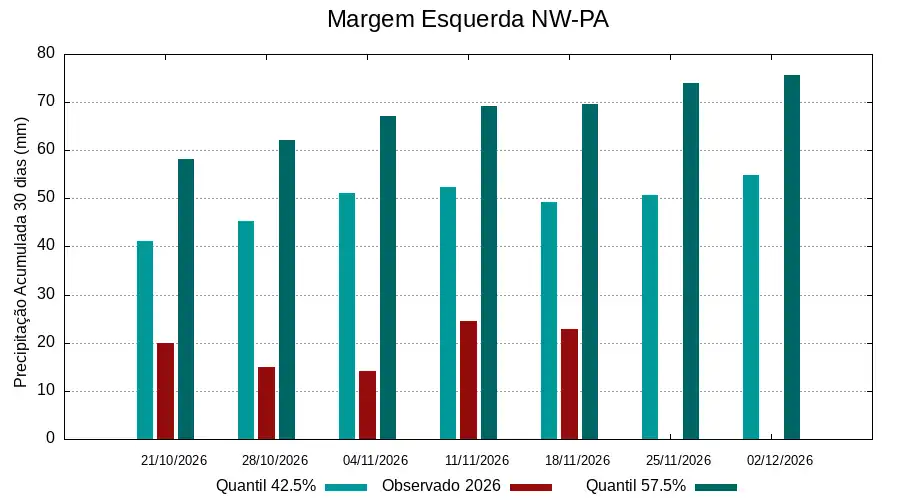 Margem Esquerda NW-PA
Precipitação Acumulada 30 dias (mm)
80
70
60
50
40
30
20
10
0
21/10/2026 28/10/2026 04/11/2026 11/11/2026 18/11/2026 25/11/2026 02/12/2026
Quantil 42.5% Observado 2026 Quantil 57.5%